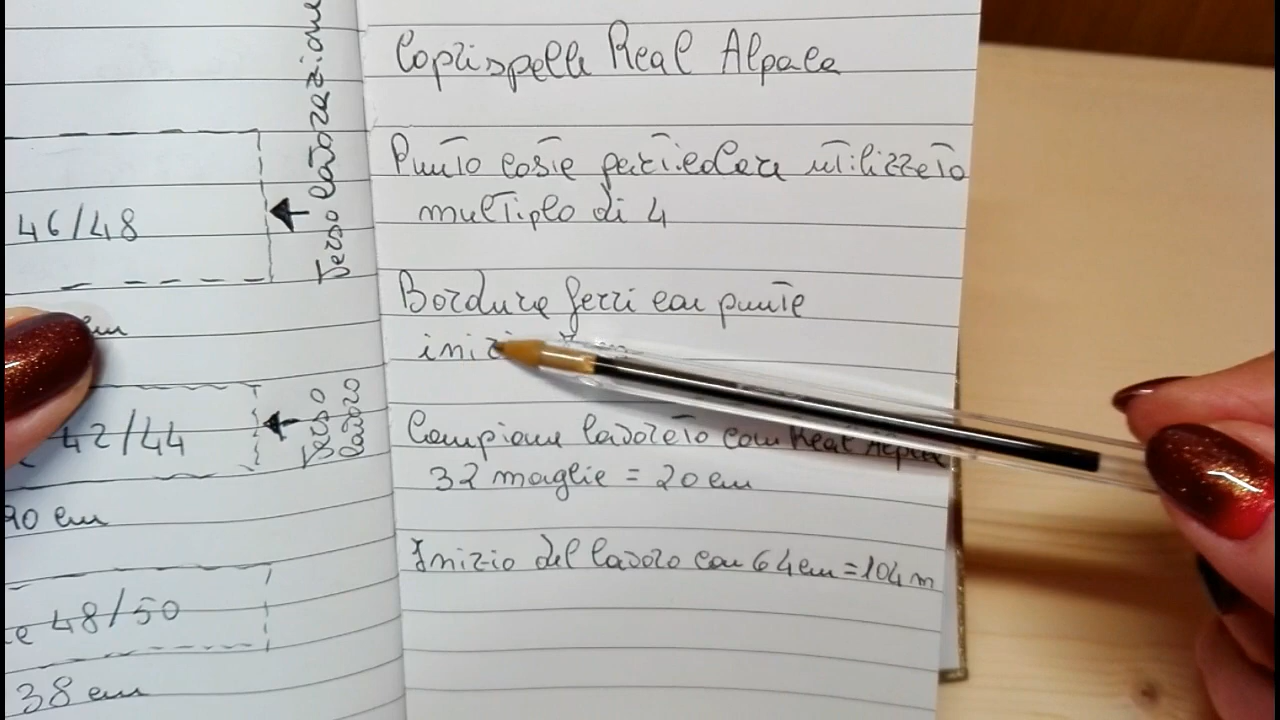 Verso lavorazione
46/48
cm
Verso
lavoro
42/44
90 cm
48/50
38 cm
Coprispalle Real Alpaca
Punto coste particolare utilizzato
multiplo di 4
Bordure ferri con punte
Campione lavorato con Real Alpaca
32 maglie = 20 cm
Inizio del lavoro con 64 cm = 104 m